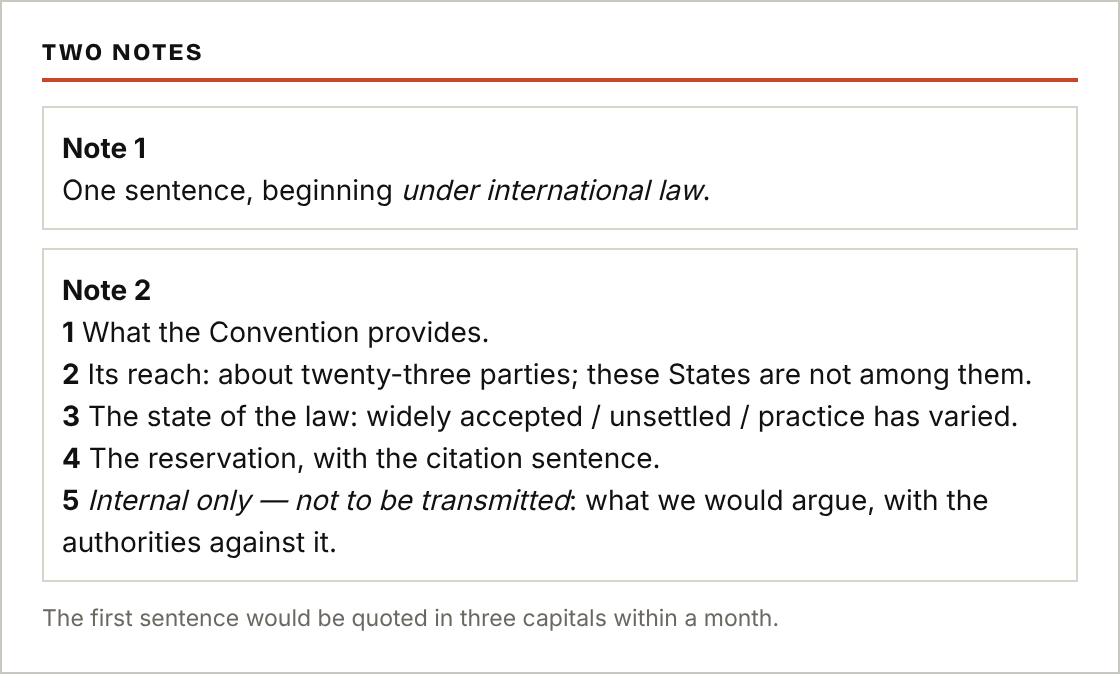 TWO NOTES
Note 1
One sentence, beginning under international law.
Note 2
1 What the Convention provides.
2 Its reach: about twenty-three parties; these States are not among them.
3 The state of the law: widely accepted / unsettled / practice has varied.
4 The reservation, with the citation sentence.
5 Internal only — not to be transmitted: what we would argue, with the
authorities against it.
The first sentence would be quoted in three capitals within a month.